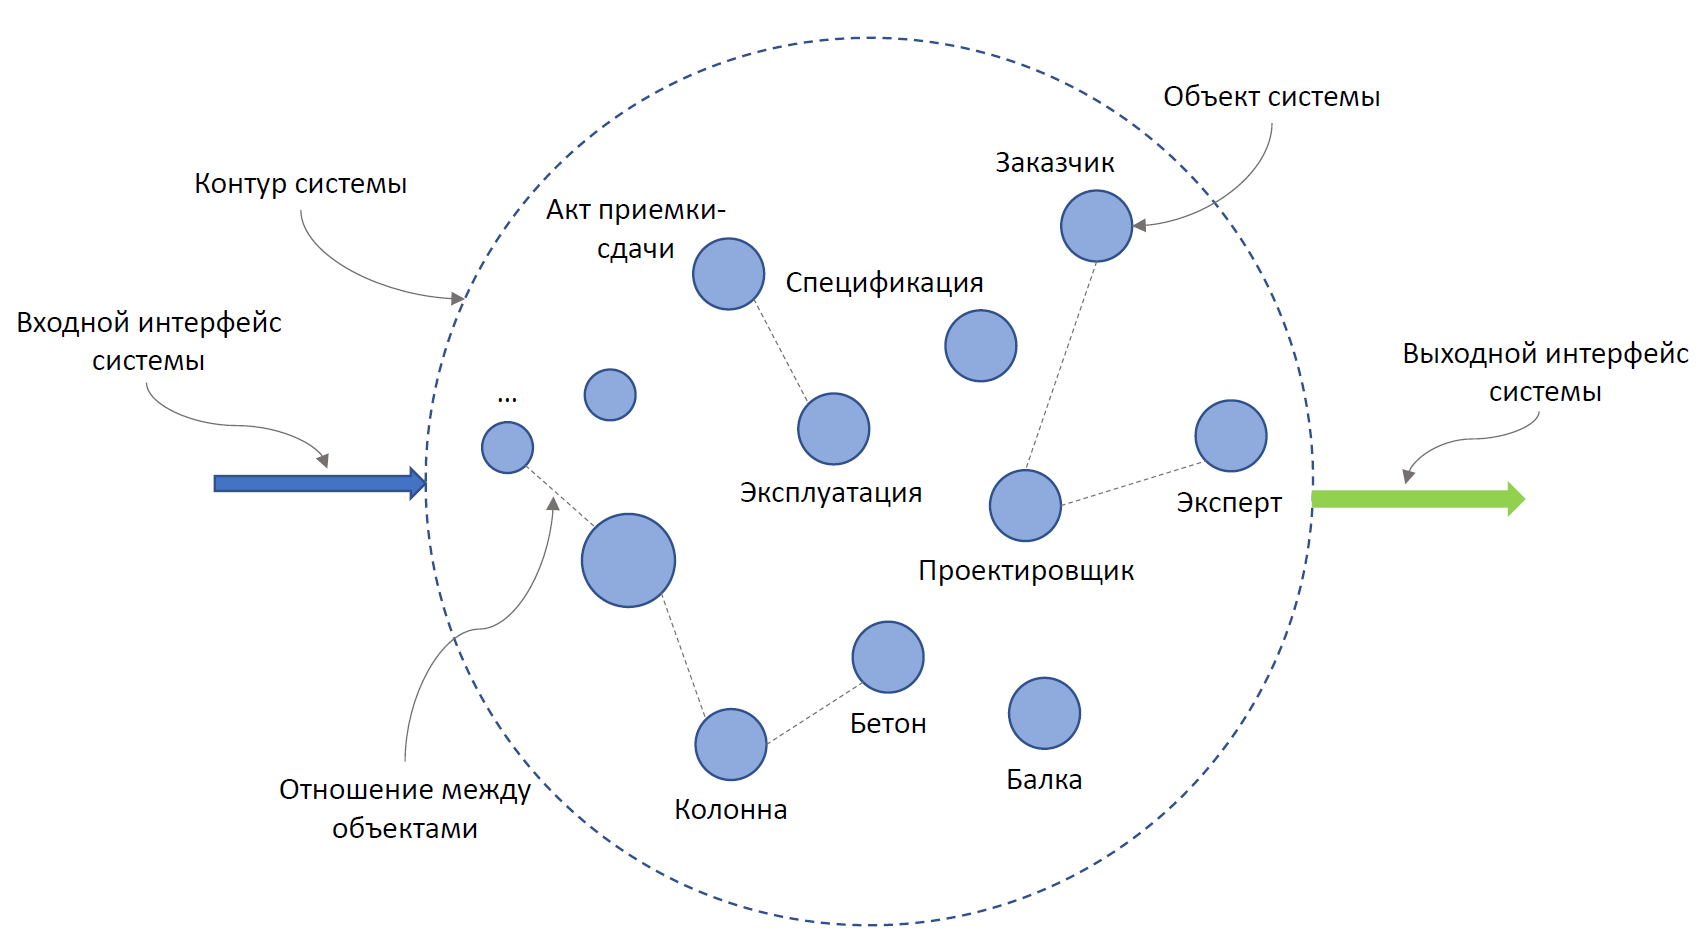 Объект системы
Заказчик
Контур системы
Акт приемки-
сдачи
Спецификация
Входной интерфейс
системы
Выходной интерфейс
системы
...
Эксплуатация
Эксперт
Проектировщик
Бетон
Балка
Отношение между
объектами
Колонна